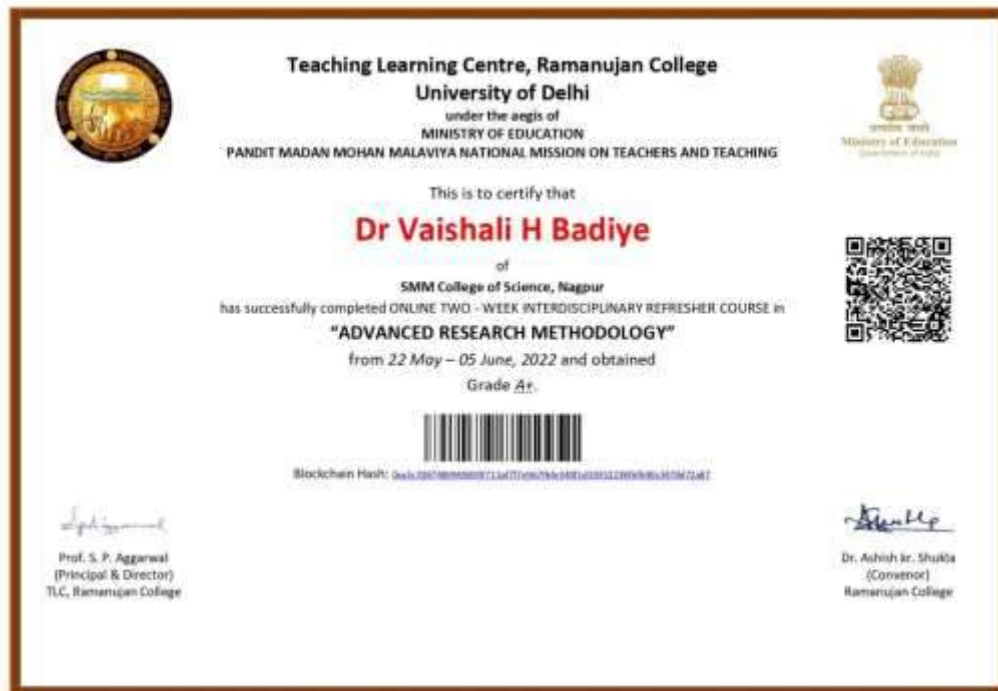 Teaching Learning Centre, Ramanujan College
University of Delhi
under the aegis of
MINISTRY OF EDUCATION
PANDIT MADAN MOHAN MALAVIYA NATIONAL MISSION ON TEACHERS AND TEACHING
Ministry of Education
Government of India
This is to certify that
Dr Vaishali H Badiye
of
SMM College of Science, Nagpur
has successfully completed ONLINE TWO - WEEK INTERDISCIPLINARY REFRESHER COURSE in
"ADVANCED RESEARCH METHODOLOGY"
from 22 May – 05 June, 2022 and obtained
Grade A+.
Blockchain Hash:
Prof. S. P. Aggarwal
(Principal & Director)
TLC, Ramanujan College
Dr. Ashish kr. Shukla
(Convenor)
Ramanujan College